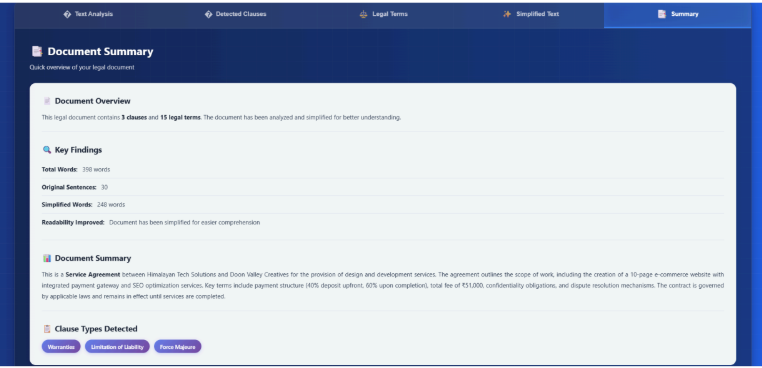 Text Analysis
Detected Clauses
Legal Terms
Simplified Text
Summary
Document Summary
Quick overview of your legal document
Document Overview
This legal document contains 3 clauses and 15 legal terms. The document has been analyzed and simplified for better understanding.
Key Findings
Total Words: 398 words
Original Sentences: 30
Simplified Words: 248 words
Readability Improved: Document has been simplified for easier comprehension
Document Summary
This is a Service Agreement between Himalayan Tech Solutions and Doon Valley Creatives for the provision of design and development services. The agreement outlines the scope of work, including the creation of a 10-page e-commerce website with
integrated payment gateway and SEO optimization services. Key terms include payment structure (40% deposit upfront, 60% upon completion), total fee of ₹51,000, confidentiality obligations, and dispute resolution mechanisms. The contract is governed
by applicable laws and remains in effect until services are completed.
Clause Types Detected
Warranties
Limitation of Liability
Force Majeure